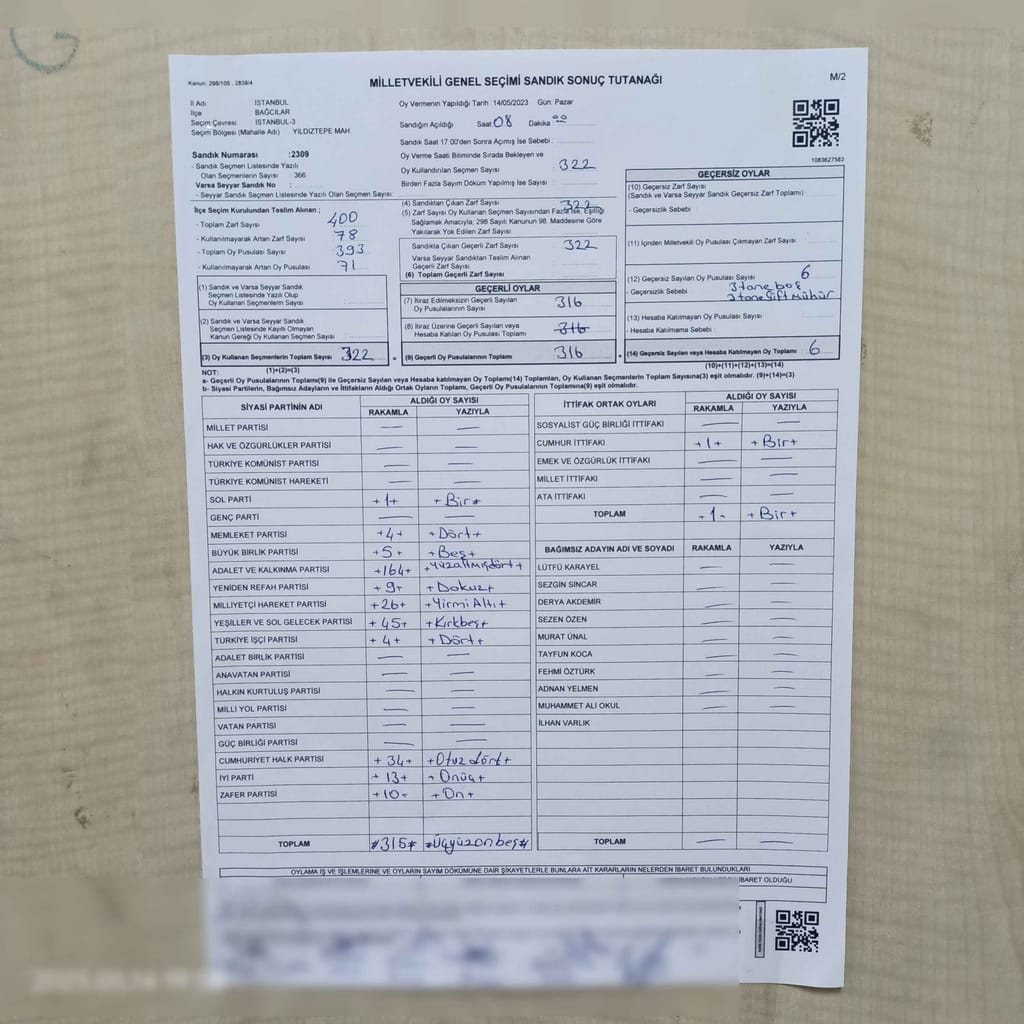 Kanun: 298/105 , 2839/4
MİLLETVEKİLİ GENEL SEÇİMİ SANDIK SONUÇ TUTANAĞI
M/2
İl Adı İSTANBUL
İlçe BAĞCILAR
Seçim Çevresi İSTANBUL-3
Seçim Bölgesi (Mahalle Adı) YILDIZTEPE MAH
Sandık Numarası :2309
- Sandık Seçmen Listesinde Yazılı
Olan Seçmenlerin Sayısı : 366
Varsa Seyyar Sandık No :
- Seyyar Sandık Seçmen Listesinde Yazılı Olan Seçmen Sayısı:
Oy Vermenin Yapıldığı Tarih 14/05/2023 Gün: Pazar
Sandığın Açıldığı Saat 08 Dakika 00
Sandık Saat 17:00'den Sonra Açımış İse Sebebi :
Oy Verme Saati Bitiminde Sırada Bekleyen ve
Oy Kullandırılan Seçmen Sayısı 322
Birden Fazla Sayım Döküm Yapılmış İse Sayısı :
1083627583
İlçe Seçim Kurulundan Teslim Alınan ;
- Toplam Zarf Sayısı 400
- Kullanılmayarak Artan Zarf Sayısı 78
- Toplam Oy Pusulası Sayısı 393
- Kullanılmayarak Artan Oy Pusulası 71
(1) Sandık ve Varsa Seyyar Sandık
Seçmen Listesinde Yazılı Olup
Oy Kullanan Seçmenlerin Sayısı
(2) Sandık ve Varsa Seyyar Sandık
Seçmen Listesinde Kayıtlı Olmayan
Kanun Gereği Oy Kullanan Seçmen Sayısı
(3) Oy Kullanan Seçmenlerin Toplam Sayısı 322
(4) Sandıktan Çıkan Zarf Sayısı 322
(5) Zarf Sayısı Oy Kullanan Seçmen Sayısından Fazla İse, Eşitliği
Sağlamak Amacıyla; 298 Sayılı Kanunun 98. Maddesine Göre
Yakılarak Yok Edilen Zarf Sayısı
Sandıkta Çıkan Geçerli Zarf Sayısı 322
Varsa Seyyar Sandıktan Teslim Alınan
Geçerli Zarf Sayısı
(6) Toplam Geçerli Zarf Sayısı
GEÇERLİ OYLAR
(7) İtiraz Edilmeksizin Geçerli Sayılan
Oy Pusulalarının Sayısı 316
(8) İtiraz Üzerine Geçerli Sayılan veya
Hesaba Katılan Oy Pusulaları Toplamı 316
= (9) Geçerli Oy Pusulalarının Toplamı 316
GEÇERSİZ OYLAR
(10) Geçersiz Zarf Sayısı
(Sandık ve Varsa Seyyar Sandık Geçersiz Zarf Toplamı)
- Geçersizlik Sebebi
(11) İçinden Milletvekili Oy Pusulası Çıkmayan Zarf Sayısı
(12) Geçersiz Sayılan Oy Pusulası Sayısı 6
- Geçersizlik Sebebi 3 tane boş
3 tane çift mühür
(13) Hesaba Katılmayan Oy Pusulası Sayısı :
- Hesaba Katılmama Sebebi :
+ (14) Geçersiz Sayılan veya Hesaba Katılmayan Oy Toplamı 6
NOT: (1)+(2)=(3)
(10)+(11)+(12)+(13)=(14)
a- Geçerli Oy Pusulalarının Toplamı(9) ile Geçersiz Sayılan veya Hesaba katılmayan Oy Toplamı(14) Toplamları, Oy Kullanan Seçmenlerin Toplam Sayısına(3) eşit olmalıdır. (9)+(14)=(3)
b- Siyasi Partilerin, Bağımsız Adayların ve İttifakların Aldığı Ortak Oyların Toplamı, Geçerli Oy Pusulalarının Toplamına(9) eşit olmalıdır.
SİYASİ PARTİNİN ADI ALDIĞI OY SAYISI
RAKAMLA YAZIYLA
MİLLET PARTİSI — —
HAK VE ÖZGÜRLÜKLER PARTİSİ — —
TÜRKİYE KOMÜNİST PARTİSİ — —
TÜRKİYE KOMÜNİST HAREKETİ — —
SOL PARTİ +1+ +Bir+
GENÇ PARTİ — —
MEMLEKET PARTİSİ +4+ +Dört+
BÜYÜK BİRLİK PARTİSİ +5+ +Beş+
ADALET VE KALKINMA PARTİSİ +164+ +Yüzaltmışdört+
YENİDEN REFAH PARTİSİ +9+ +Dokuz+
MİLLİYETÇİ HAREKET PARTİSİ +26+ +Yirmi Altı+
YEŞİLLER VE SOL GELECEK PARTİSİ +45+ +Kırkbeş+
TÜRKİYE İŞÇİ PARTİSİ +4+ +Dört+
ADALET BİRLİK PARTİSİ — —
ANAVATAN PARTİSİ — —
HALKIN KURTULUŞ PARTİSİ — —
MİLLİ YOL PARTİSİ — —
VATAN PARTİSİ — —
GÜÇ BİRLİĞİ PARTİSİ — —
CUMHURİYET HALK PARTİSİ +34+ +Otuz dört+
İYİ PARTİ +13+ +Onüç+
ZAFER PARTİSİ +10- +On+
TOPLAM #315# #Üçyüzonbeş#
İTTİFAK ORTAK OYLARI ALDIĞI OY SAYISI
RAKAMLA YAZIYLA
SOSYALİST GÜÇ BİRLİĞİ İTTİFAKI — —
CUMHUR İTTİFAKI +1+ +Bir+
EMEK VE ÖZGÜRLÜK İTTİFAKI — —
MİLLET İTTİFAKI — —
ATA İTTİFAKI — —
TOPLAM -1- +Bir+
BAĞIMSIZ ADAYIN ADI VE SOYADI RAKAMLA YAZIYLA
LÜTFÜ KARAYEL — —
SEZGİN SİNCAR — —
DERYA AKDEMİR — —
SEZEN ÖZEN — —
MURAT ÜNAL — —
TAYFUN KOCA — —
FEHMİ ÖZTÜRK — —
ADNAN YELMEN — —
MUHAMMET ALİ OKUL — —
İLHAN VARLIK
TOPLAM — —
OYLAMA İŞ VE İŞLEMLERİNE VE OYLARIN SAYIM DÖKÜMÜNE DAİR ŞİKAYETLERLE BUNLARA AİT KARARLARIN NELERDEN İBARET BULUNDUKLARI
İBARET OLDUĞU